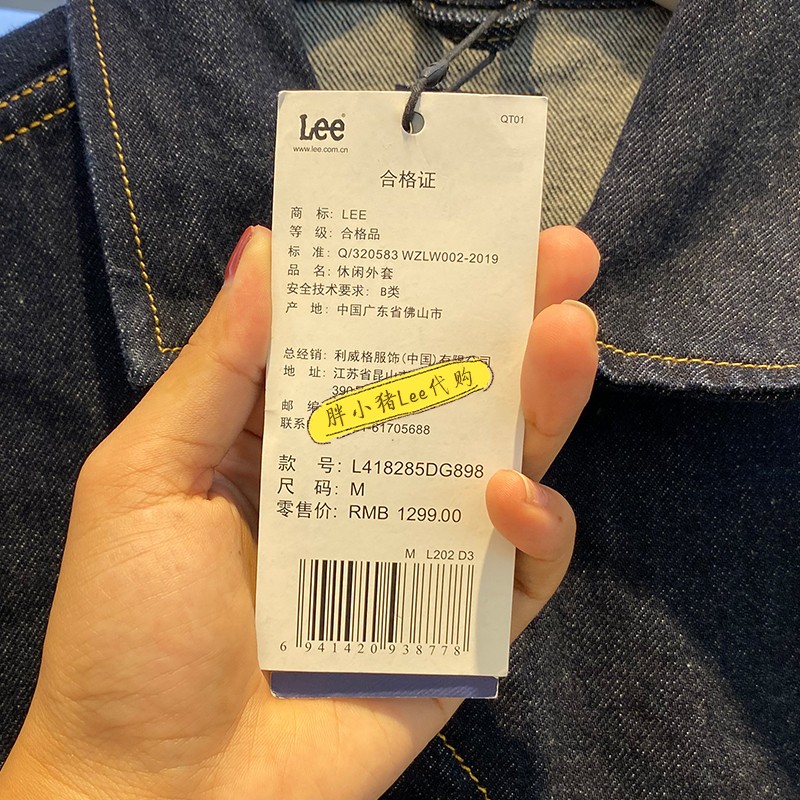 Lee
www.lee.com.cn
QT01
合格证
商 标: LEE
等 级: 合格品
标 准: Q/320583 WZLW002-2019
品 名: 休闲外套
安全技术要求: B类
产 地: 中国广东省佛山市
总经销: 利威格服饰(中国)有限公司
地 址: 江苏省昆山
390
邮 编
胖小猪Lee代购
联系 -61705688
款 号: L418285DG898
尺 码: M
零售价: RMB 1299.00
M L202 D3
6 941420 938778